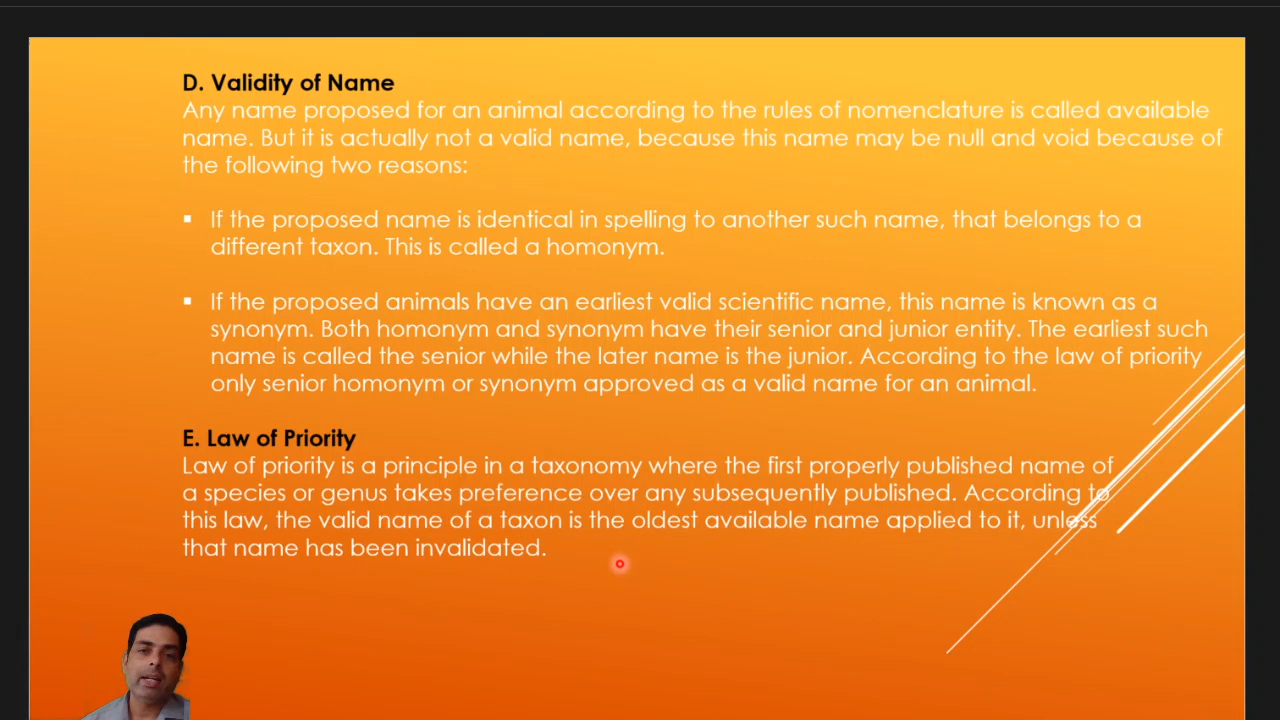 D. Validity of Name
Any name proposed for an animal according to the rules of nomenclature is called available
name. But it is actually not a valid name, because this name may be null and void because of
the following two reasons:
▪ If the proposed name is identical in spelling to another such name, that belongs to a
different taxon. This is called a homonym.
▪ If the proposed animals have an earliest valid scientific name, this name is known as a
synonym. Both homonym and synonym have their senior and junior entity. The earliest such
name is called the senior while the later name is the junior. According to the law of priority
only senior homonym or synonym approved as a valid name for an animal.
E. Law of Priority
Law of priority is a principle in a taxonomy where the first properly published name of
a species or genus takes preference over any subsequently published. According to
this law, the valid name of a taxon is the oldest available name applied to it, unless
that name has been invalidated.